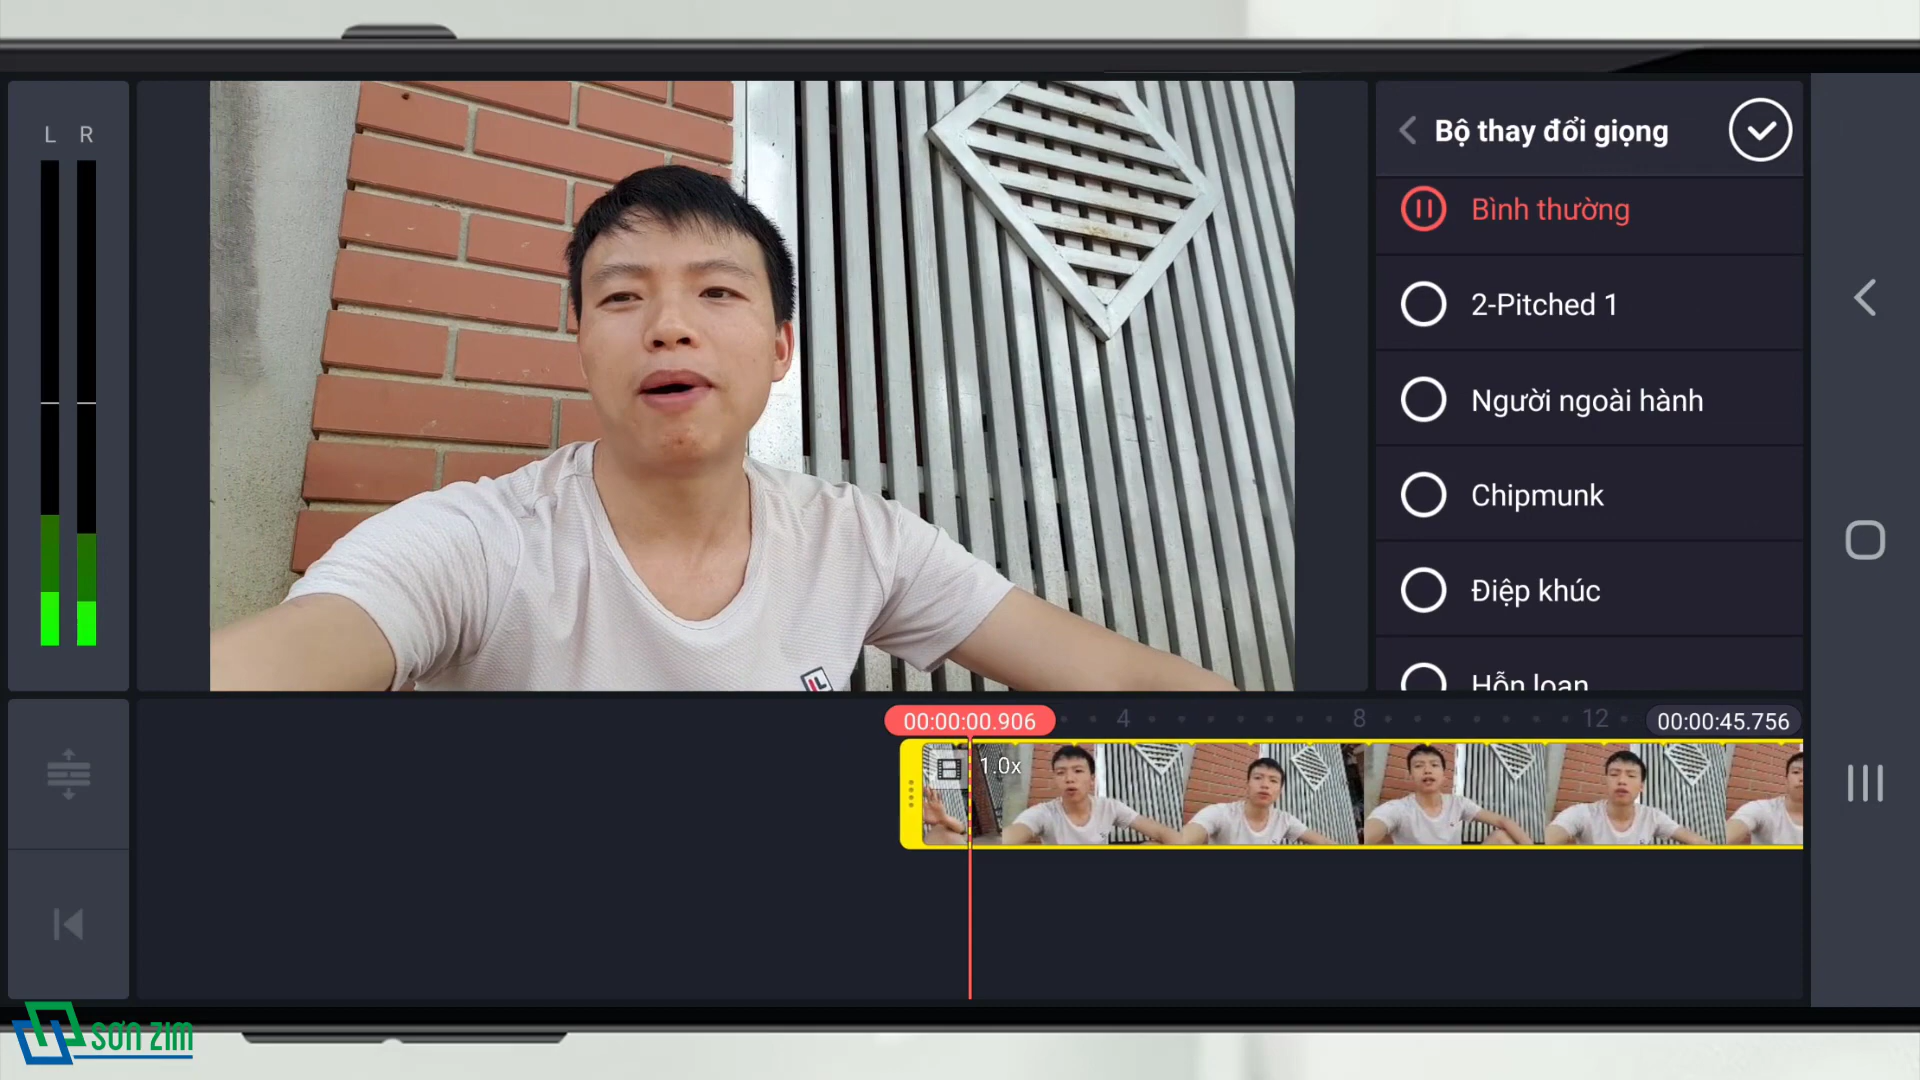 L R
Bộ thay đổi giọng
Bình thường
2-Pitched 1
Người ngoài hành
Chipmunk
Điệp khúc
Hỗn loạn
00:00:00.906
4
8
12
00:00:45.756
1.0x
SƠN ZIM